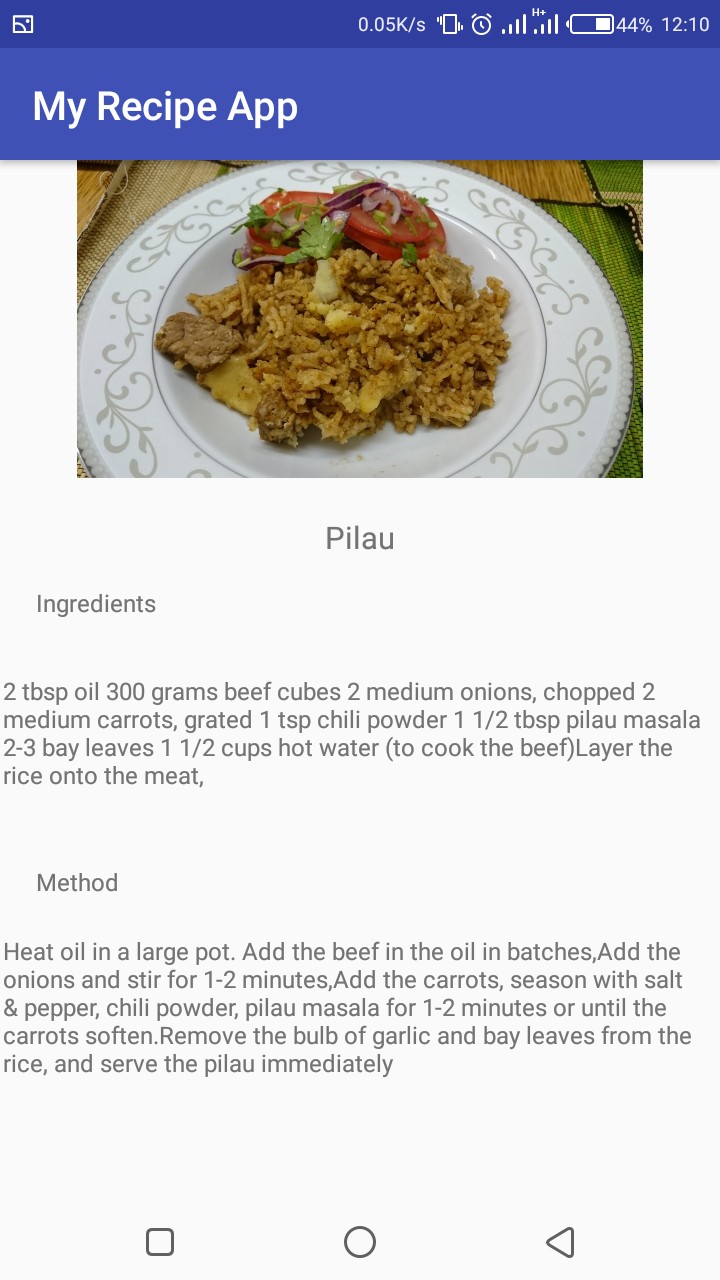 0.05K/s H+ 44% 12:10
My Recipe App
Pilau
Ingredients
2 tbsp oil 300 grams beef cubes 2 medium onions, chopped 2
medium carrots, grated 1 tsp chili powder 1 1/2 tbsp pilau masala
2-3 bay leaves 1 1/2 cups hot water (to cook the beef)Layer the
rice onto the meat,
Method
Heat oil in a large pot. Add the beef in the oil in batches,Add the
onions and stir for 1-2 minutes,Add the carrots, season with salt
& pepper, chili powder, pilau masala for 1-2 minutes or until the
carrots soften.Remove the bulb of garlic and bay leaves from the
rice, and serve the pilau immediately